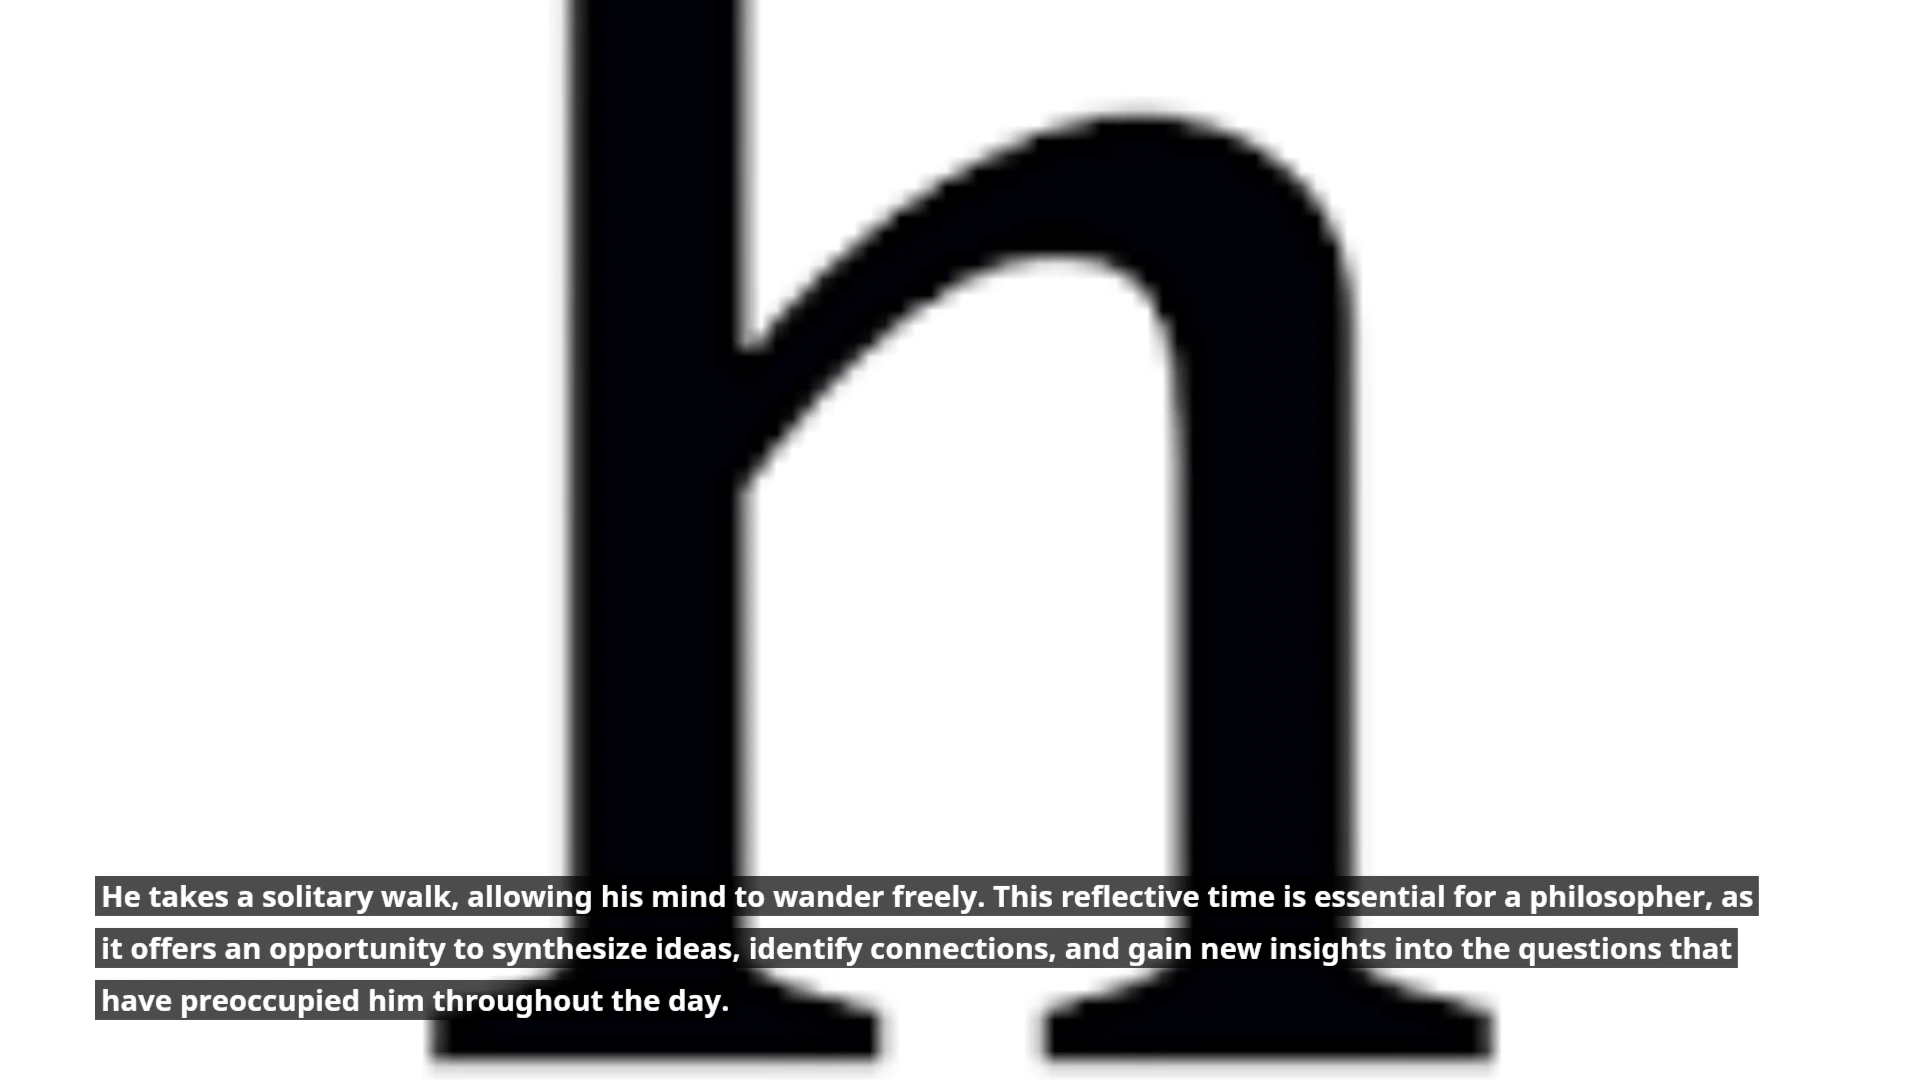 h
He takes a solitary walk, allowing his mind to wander freely. This reflective time is essential for a philosopher, as
it offers an opportunity to synthesize ideas, identify connections, and gain new insights into the questions that
have preoccupied him throughout the day.